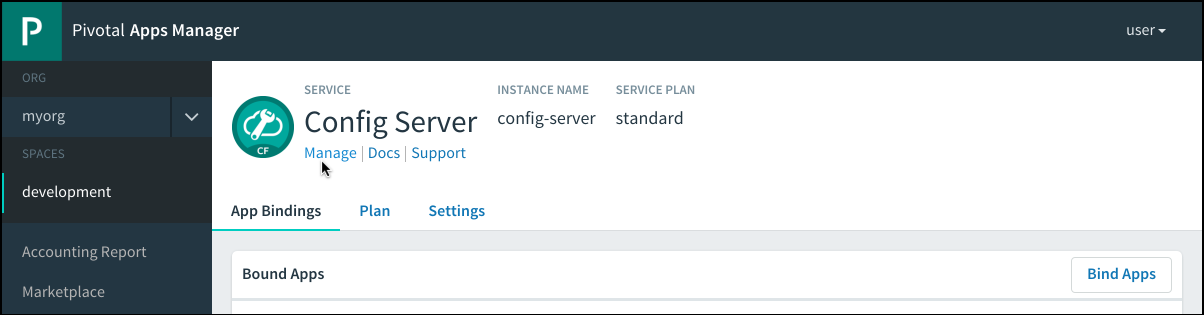 P Pivotal Apps Manager user
ORG
myorg
SPACES
development
Accounting Report
Marketplace
SERVICE INSTANCE NAME SERVICE PLAN
CF Config Server config-server standard
Manage | Docs | Support
App Bindings Plan Settings
Bound Apps Bind Apps